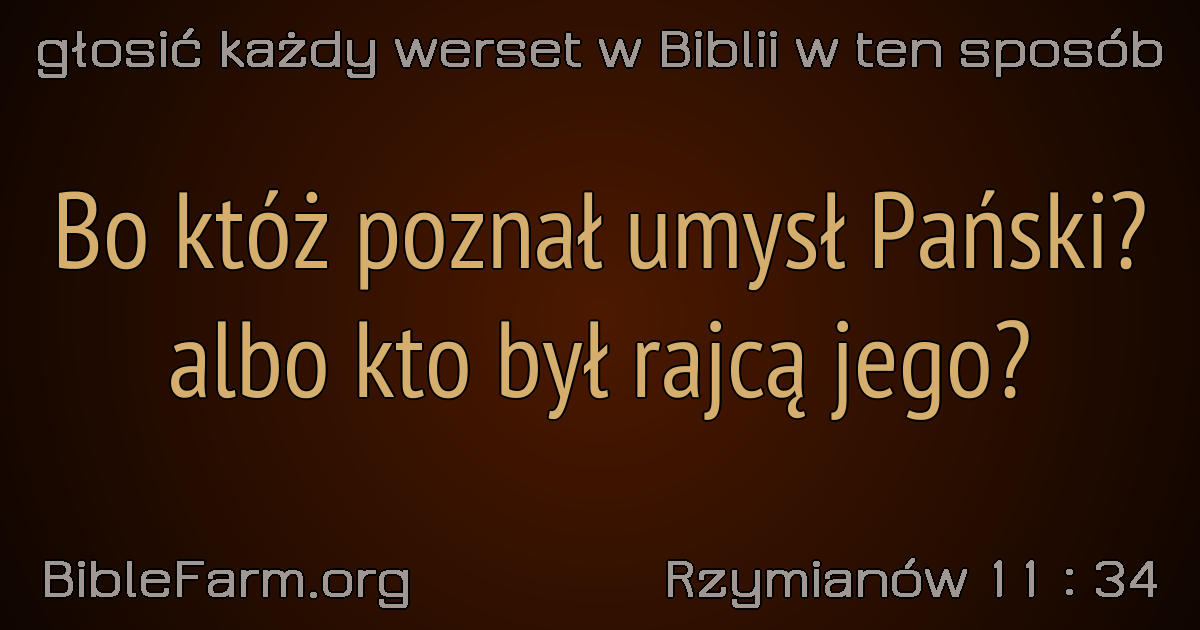 głosić każdy werset w Biblii w ten sposób
Bo któż poznał umysł Pański?
albo kto był rajcą jego?
BibleFarm.org
Rzymianów 11 : 34